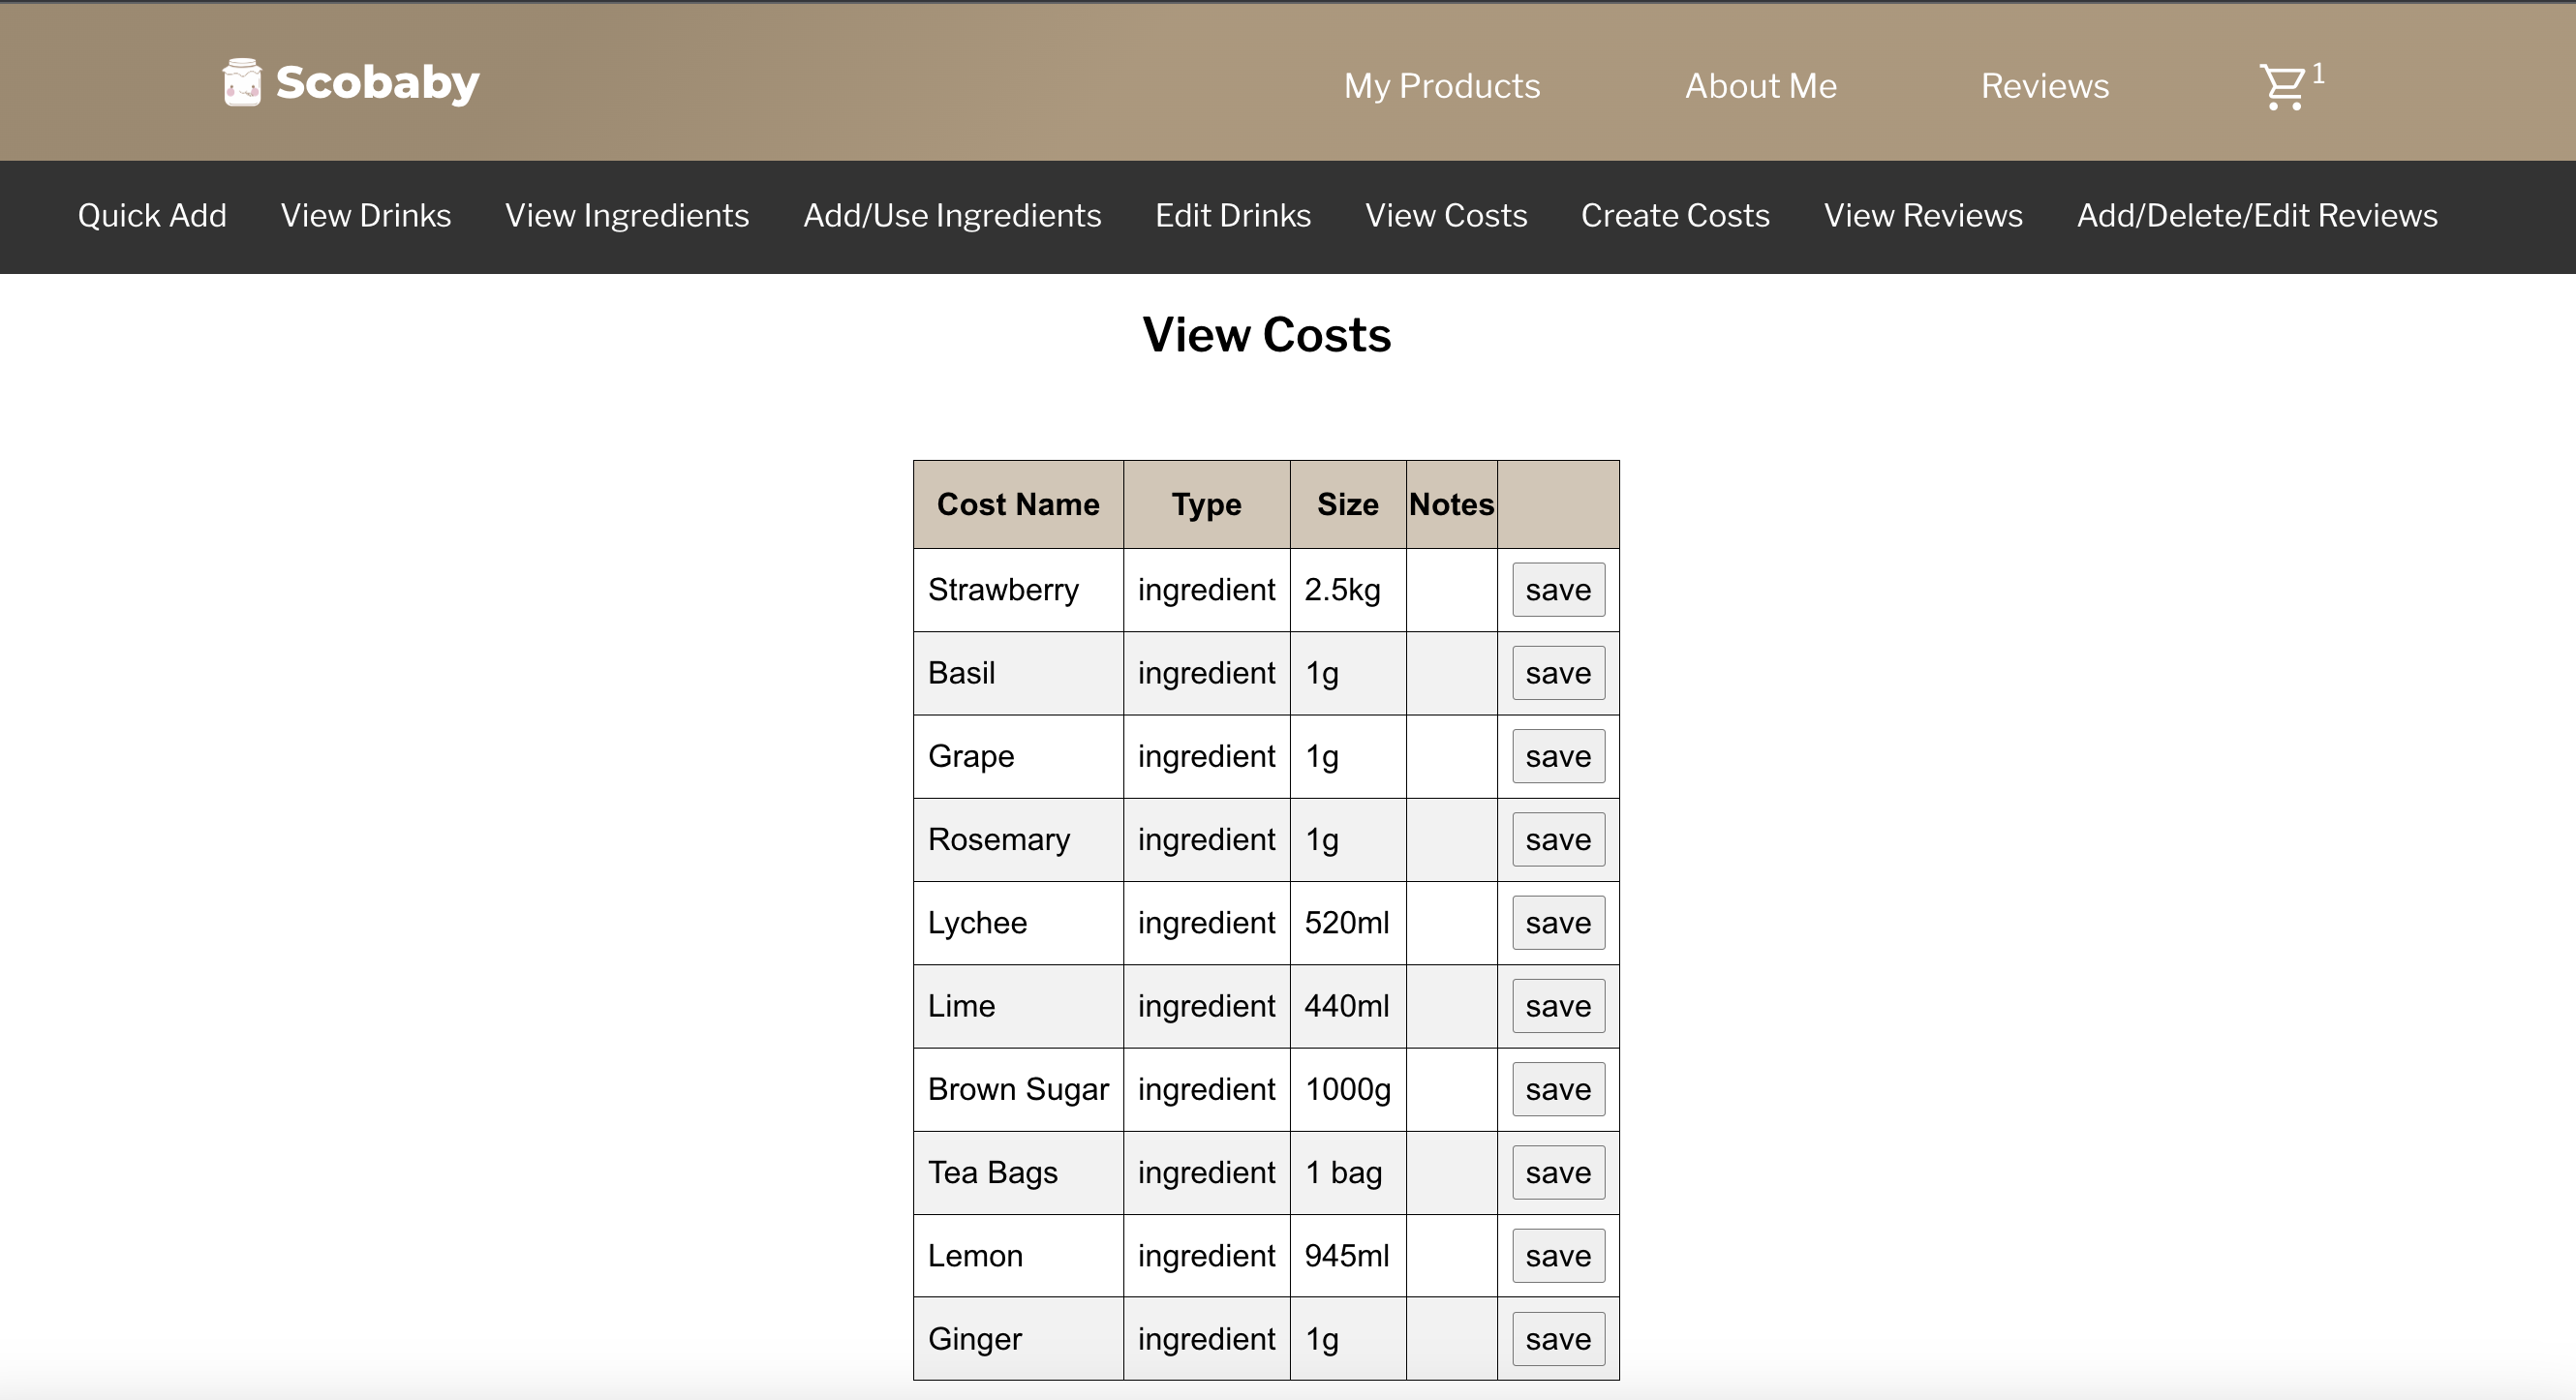 Scobaby My Products About Me Reviews 1
Quick Add View Drinks View Ingredients Add/Use Ingredients Edit Drinks View Costs Create Costs View Reviews Add/Delete/Edit Reviews
View Costs
Cost Name Type Size Notes
Strawberry ingredient 2.5kg save
Basil ingredient 1g save
Grape ingredient 1g save
Rosemary ingredient 1g save
Lychee ingredient 520ml save
Lime ingredient 440ml save
Brown Sugar ingredient 1000g save
Tea Bags ingredient 1 bag save
Lemon ingredient 945ml save
Ginger ingredient 1g save